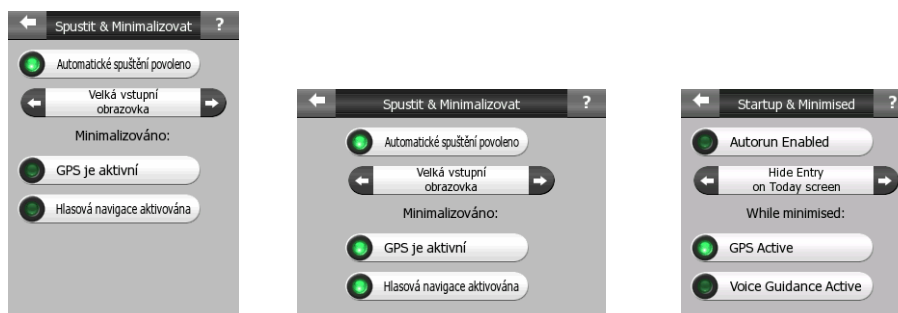 Spustit & Minimalizovat ?
Automatické spuštění povoleno
Velká vstupní
obrazovka
Minimalizováno:
GPS je aktivní
Hlasová navigace aktivována
Spustit & Minimalizovat ?
Automatické spuštění povoleno
Velká vstupní
obrazovka
Minimalizováno:
GPS je aktivní
Hlasová navigace aktivována
Startup & Minimised ?
Autorun Enabled
Hide Entry
on Today screen
While minimised:
GPS Active
Voice Guidance Active